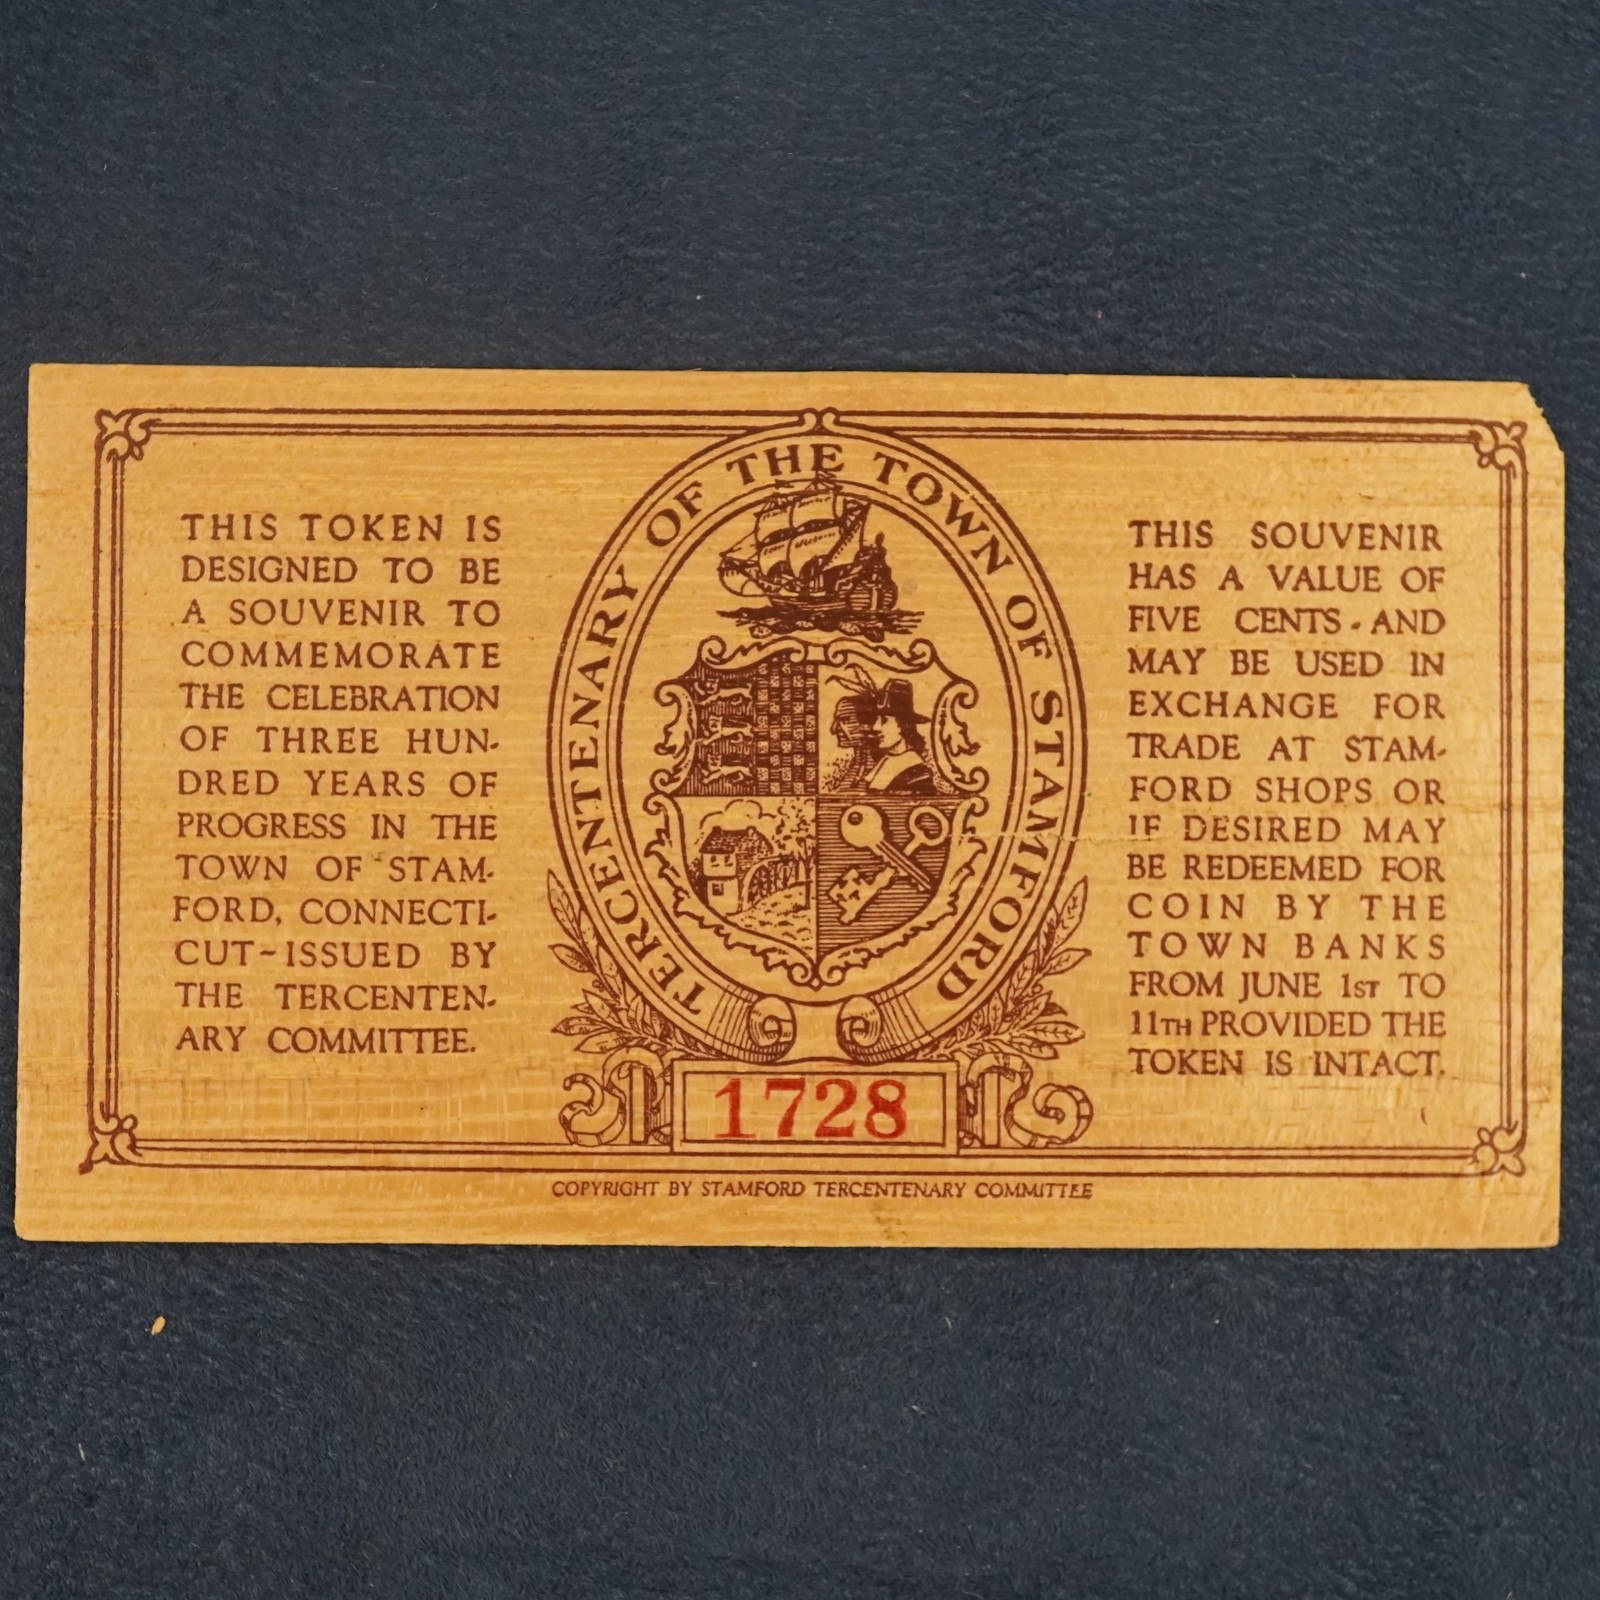 THIS TOKEN IS
DESIGNED TO BE
A SOUVENIR TO
COMMEMORATE
THE CELEBRATION
OF THREE HUN-
DRED YEARS OF
PROGRESS IN THE
TOWN OF STAM-
FORD, CONNECTI-
CUT-ISSUED BY
THE TERCENTEN-
ARY COMMITTEE.
TERCENTENARY OF THE TOWN OF STAMFORD
1728
THIS SOUVENIR
HAS A VALUE OF
FIVE CENTS - AND
MAY BE USED IN
EXCHANGE FOR
TRADE AT STAM-
FORD SHOPS OR
IF DESIRED MAY
BE REDEEMED FOR
COIN BY THE
TOWN BANKS
FROM JUNE 1ST TO
11TH PROVIDED THE
TOKEN IS INTACT.
COPYRIGHT BY STAMFORD TERCENTENARY COMMITTEE